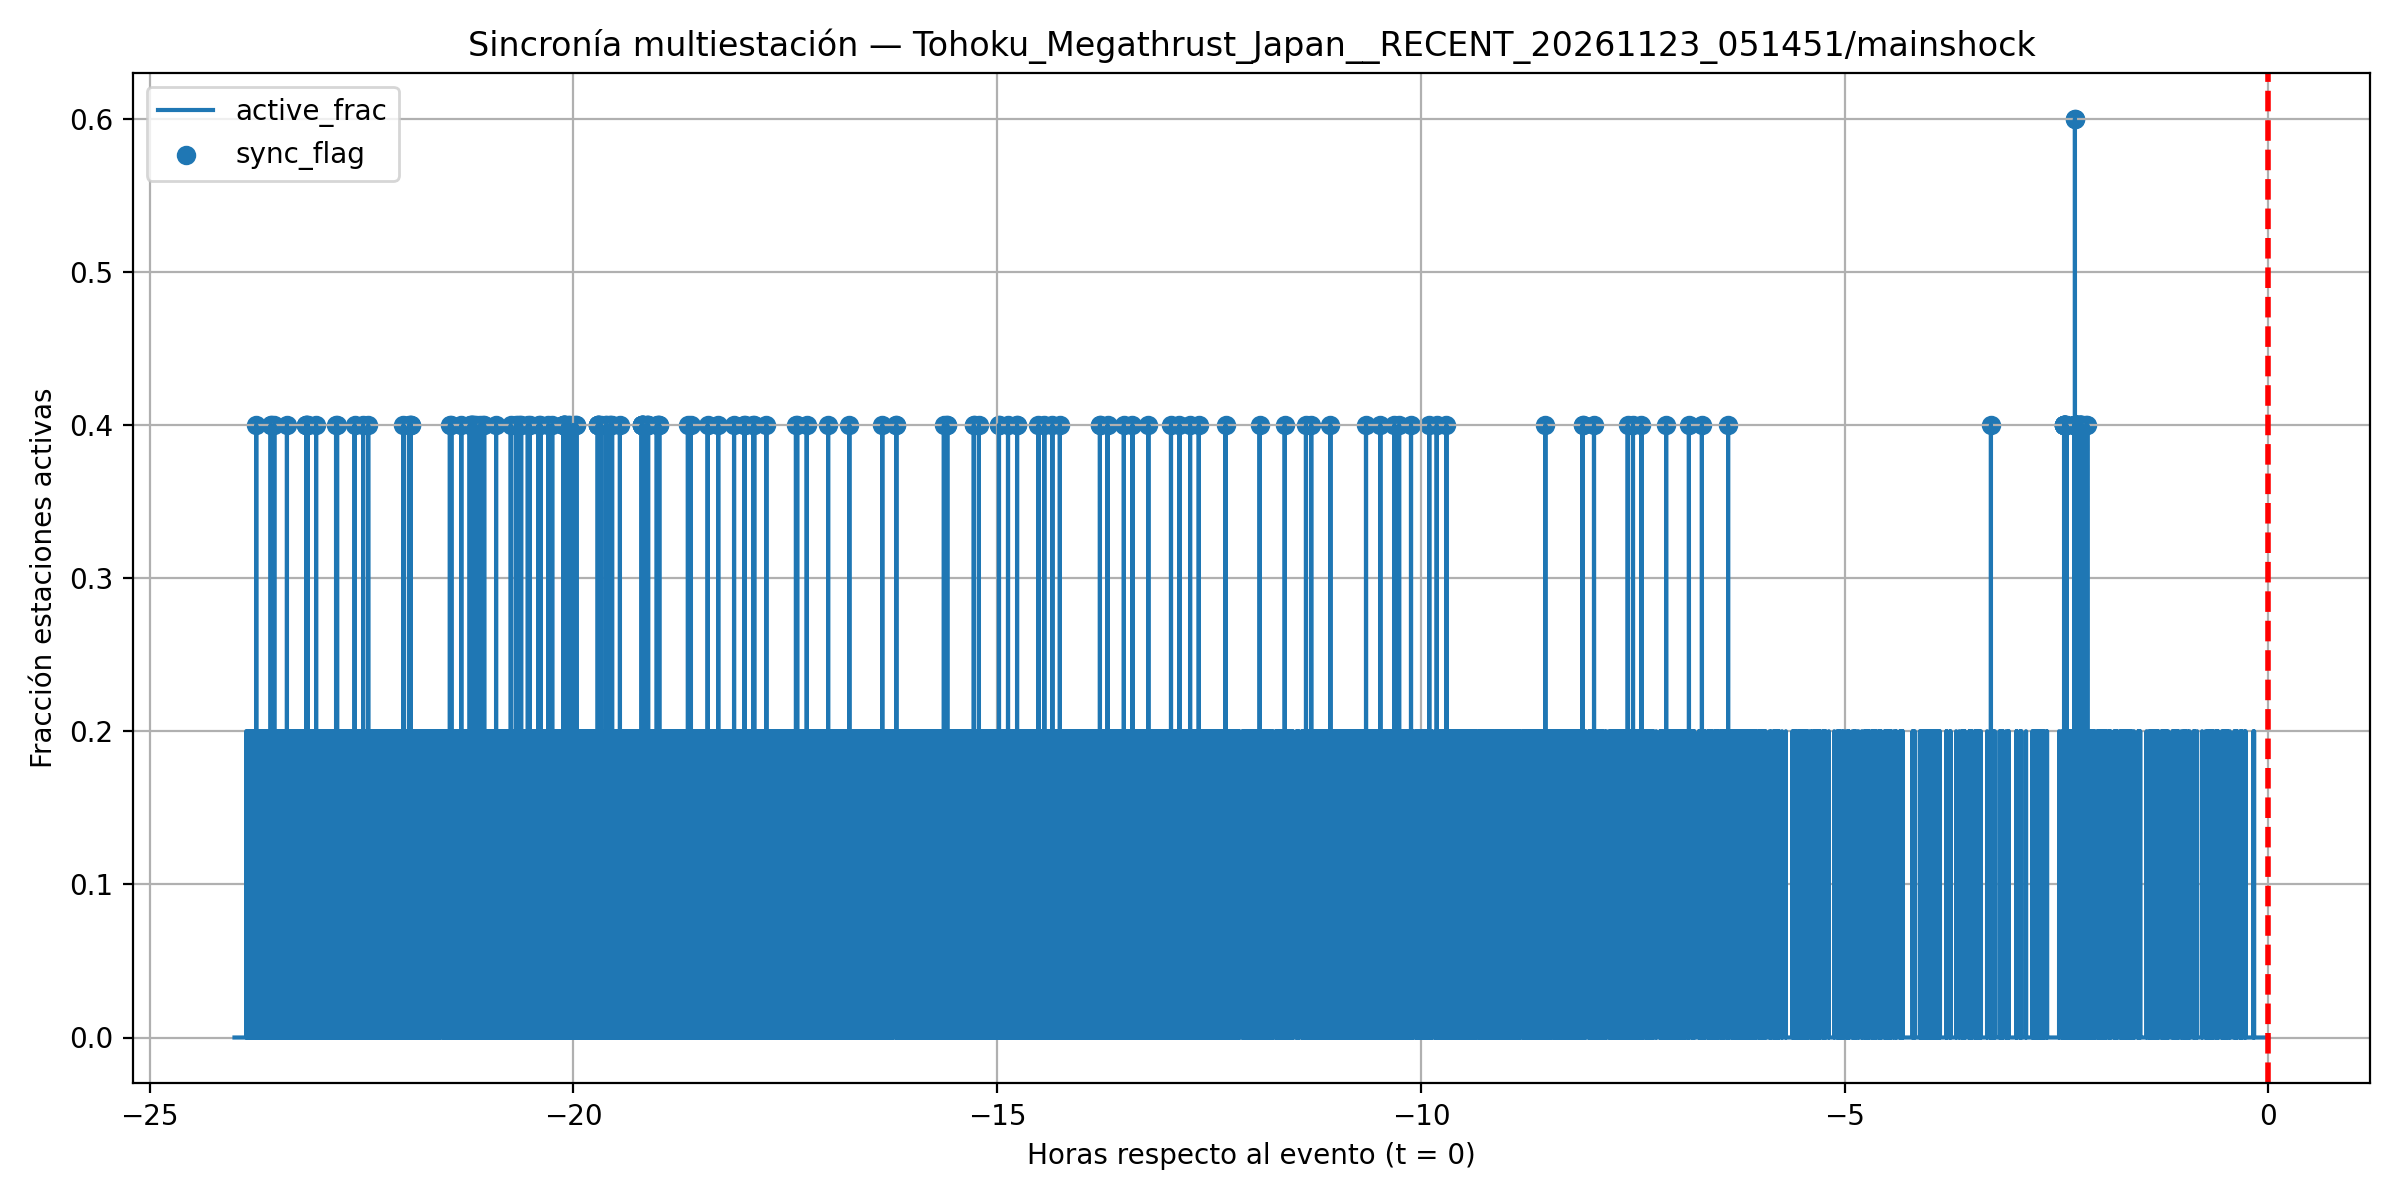 Sincronía multiestación — Tohoku_Megathrust_Japan__RECENT_20261123_051451/mainshock
active_frac
sync_flag
Fracción estaciones activas
0.6
0.5
0.4
0.3
0.2
0.1
0.0
−25 −20 −15 −10 −5 0
Horas respecto al evento (t = 0)